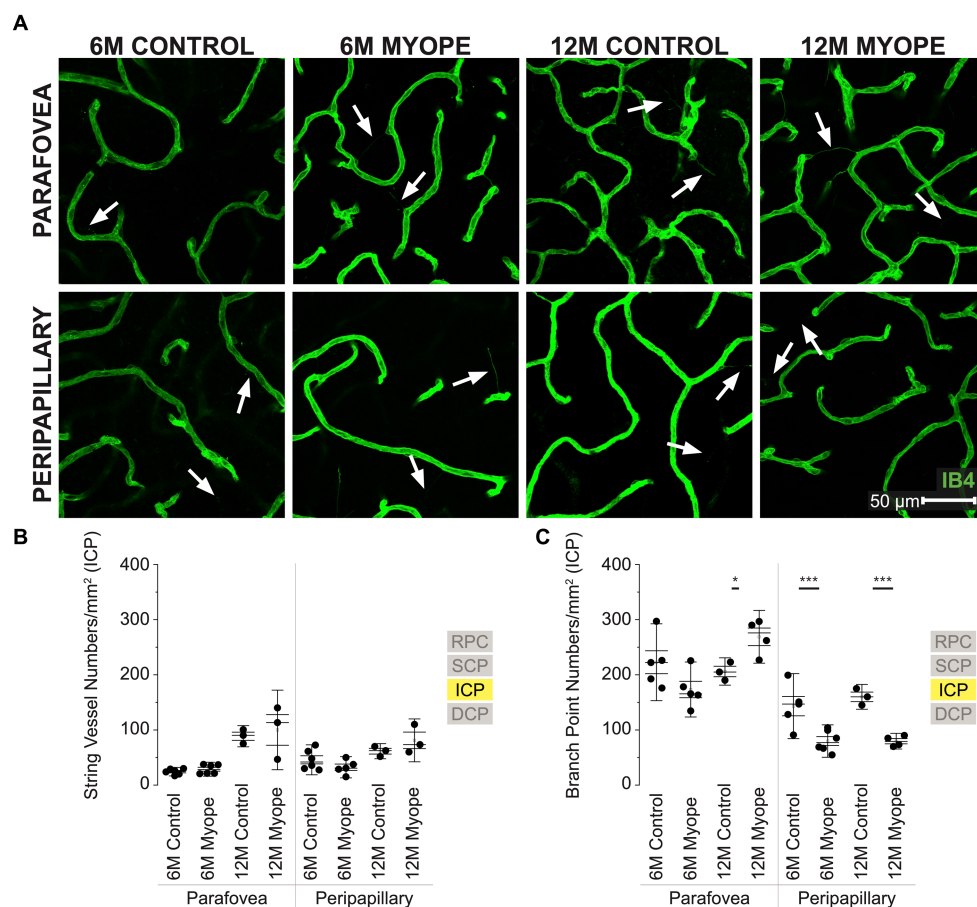 A
6M CONTROL 6M MYOPE 12M CONTROL 12M MYOPE
PARAFOVEA
PERIPAPILLARY
IB4
50 µm
B
String Vessel Numbers/mm² (ICP)
400
300
200
100
0
6M Control
6M Myope
12M Control
12M Myope
6M Control
6M Myope
12M Control
12M Myope
Parafovea Peripapillary
RPC
SCP
ICP
DCP
C
Branch Point Numbers/mm² (ICP)
400
300
200
100
0
* *** ***
6M Control
6M Myope
12M Control
12M Myope
6M Control
6M Myope
12M Control
12M Myope
Parafovea Peripapillary
RPC
SCP
ICP
DCP